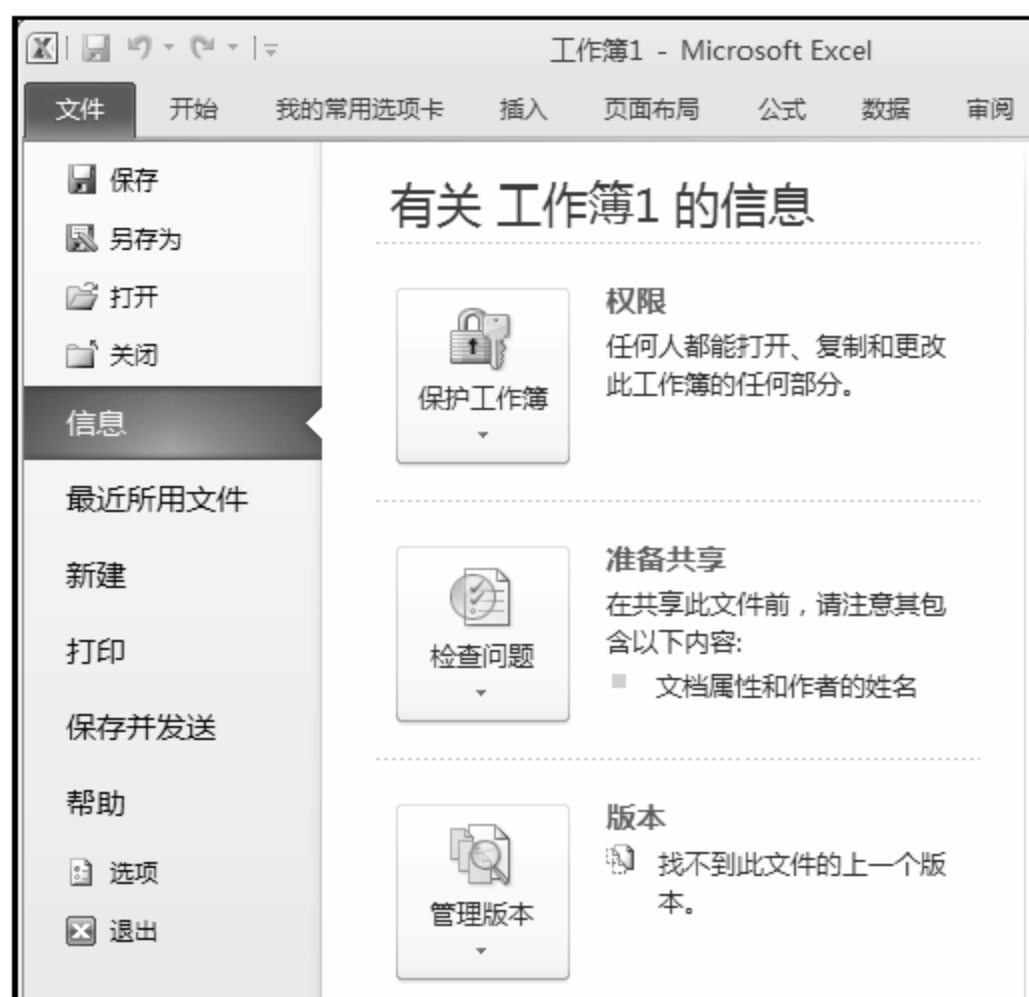 工作簿1 - Microsoft Excel
文件 开始 我的常用选项卡 插入 页面布局 公式 数据 审阅
保存
另存为
打开
关闭
信息
最近所用文件
新建
打印
保存并发送
帮助
选项
退出
有关 工作簿1 的信息
保护工作簿
权限
任何人都能打开、复制和更改
此工作簿的任何部分。
检查问题
准备共享
在共享此文件前，请注意其包
含以下内容:
文档属性和作者的姓名
管理版本
版本
找不到此文件的上一个版
本。